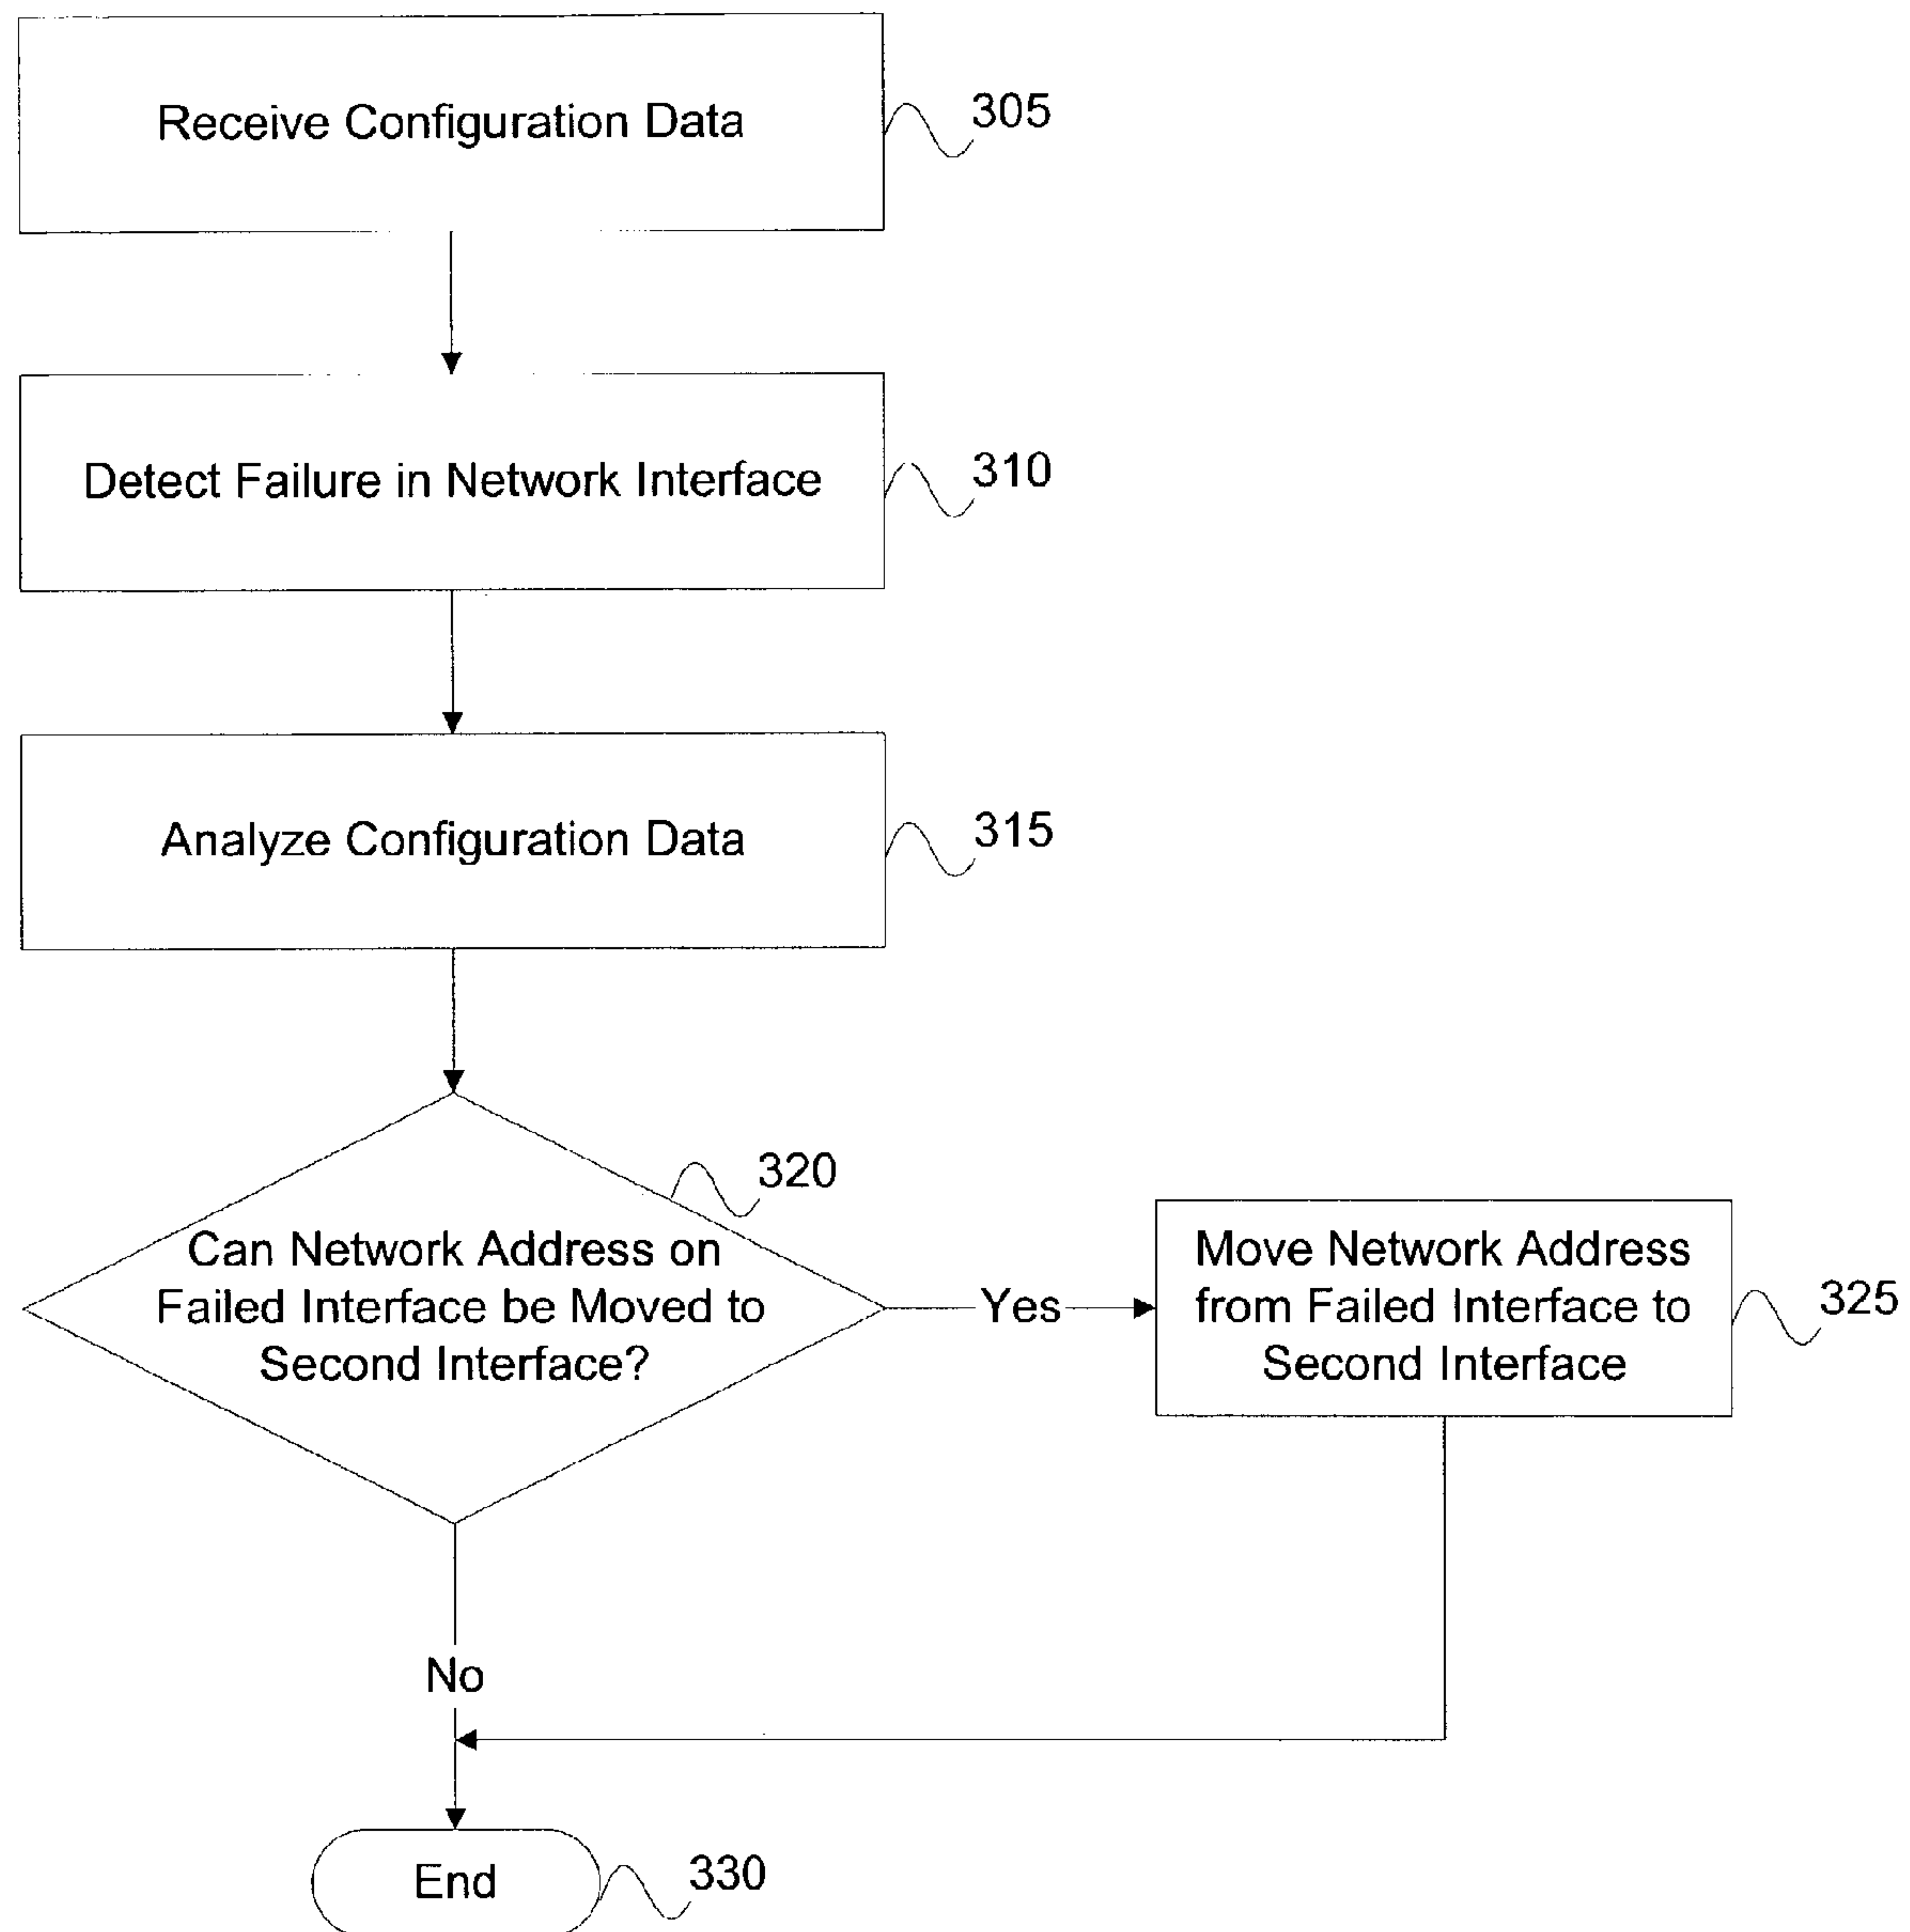 Receive Configuration Data
305
Detect Failure in Network Interface
310
Analyze Configuration Data
315
320
Can Network Address on
Failed Interface be Moved to
Second Interface?
Yes
Move Network Address
from Failed Interface to
Second Interface
325
No
End
330